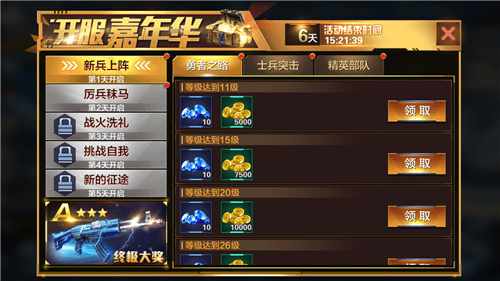 开服嘉年华
6天
活动结束时间
15:21:39
新兵上阵
第1天开启
厉兵秣马
第2天开启
战火洗礼
第3天开启
挑战自我
第4天开启
新的征途
第5天开启
A
终极大奖
勇者之路
士兵突击
精英部队
等级达到11级
10
5000
领取
等级达到15级
10
7500
领取
等级达到20级
10
10000
领取
等级达到26级